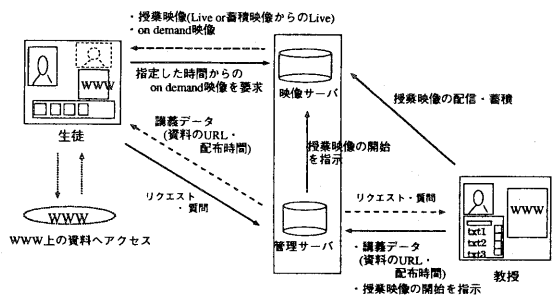 ・授業映像(Live or蓄積映像からのLive)
・on demand映像
WWW
指定した時間からの
on demand映像を要求
映像サーバ
授業映像の配信・蓄積
生徒
講義データ
(資料のURL・
配布時間)
授業映像の開始
を指示
リクエスト
・質問
リクエスト・質問
WWW
WWW上の資料へアクセス
管理サーバ
・講義データ
(資料のURL・
配布時間)
・授業映像の開始を指示
WWW
txt1
txt2
txt3
教授